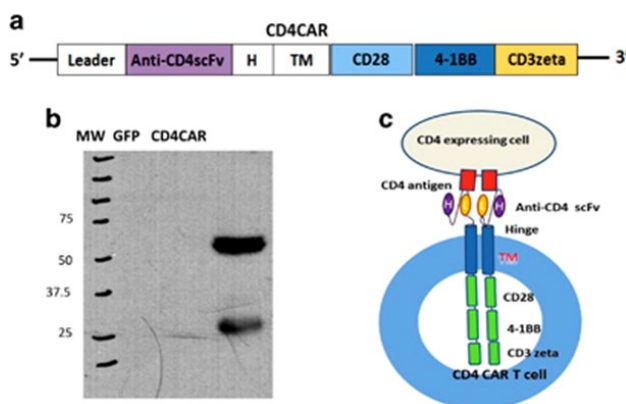 a
CD4CAR
5' Leader Anti-CD4scFv H TM CD28 4-1BB CD3zeta 3'
b
MW GFP CD4CAR
75
50
37.5
25
c
CD4 expressing cell
CD4 antigen
H H
Anti-CD4 scFv
Hinge
TM
CD28
4-1BB
CD3 zeta
CD4 CAR T cell